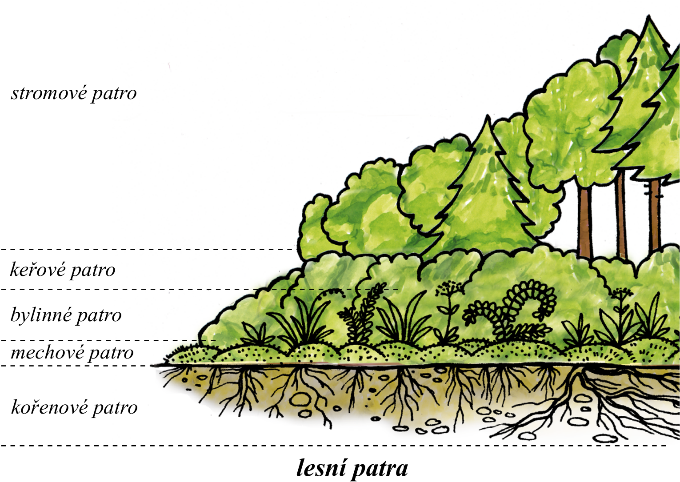 stromové patro
keřové patro
bylinné patro
mechové patro
kořenové patro
lesní patra